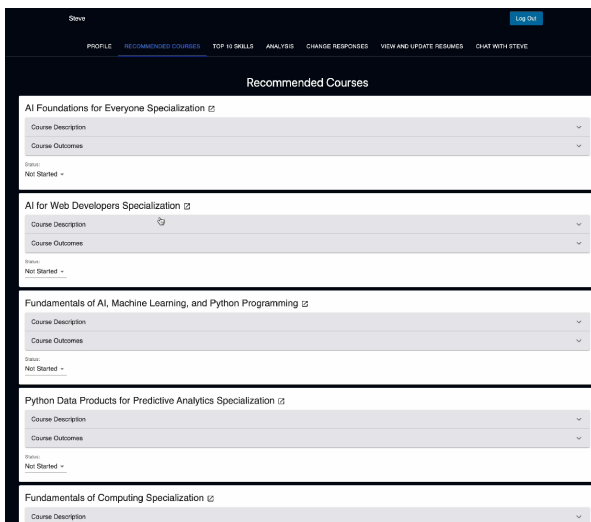 Steve
Log Out
PROFILE RECOMMENDED COURSES TOP 10 SKILLS ANALYSIS CHANGE RESPONSES VIEW AND UPDATE RESUMES CHAT WITH STEVE
Recommended Courses
AI Foundations for Everyone Specialization
Course Description
Course Outcomes
Status:
Not Started
AI for Web Developers Specialization
Course Description
Course Outcomes
Status:
Not Started
Fundamentals of AI, Machine Learning, and Python Programming
Course Description
Course Outcomes
Status:
Not Started
Python Data Products for Predictive Analytics Specialization
Course Description
Course Outcomes
Status:
Not Started
Fundamentals of Computing Specialization
Course Description